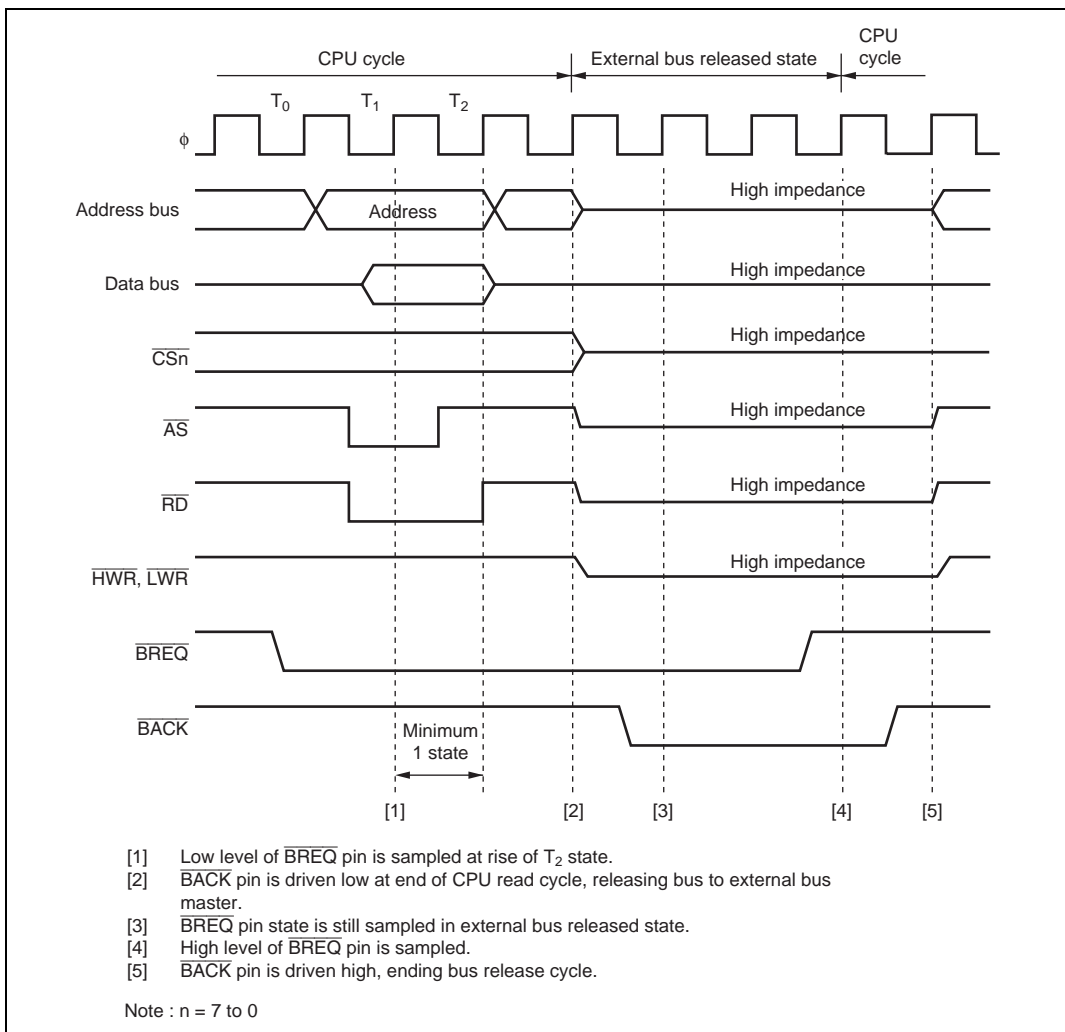 CPU cycle
External bus released state
CPU
cycle
T0
T1
T2
ϕ
Address bus
Address
High impedance
Data bus
High impedance
CSn
High impedance
AS
High impedance
RD
High impedance
HWR, LWR
High impedance
BREQ
BACK
Minimum
1 state
[1]
[2]
[3]
[4]
[5]
[1] Low level of BREQ pin is sampled at rise of T2 state.
[2] BACK pin is driven low at end of CPU read cycle, releasing bus to external bus
master.
[3] BREQ pin state is still sampled in external bus released state.
[4] High level of BREQ pin is sampled.
[5] BACK pin is driven high, ending bus release cycle.
Note : n = 7 to 0